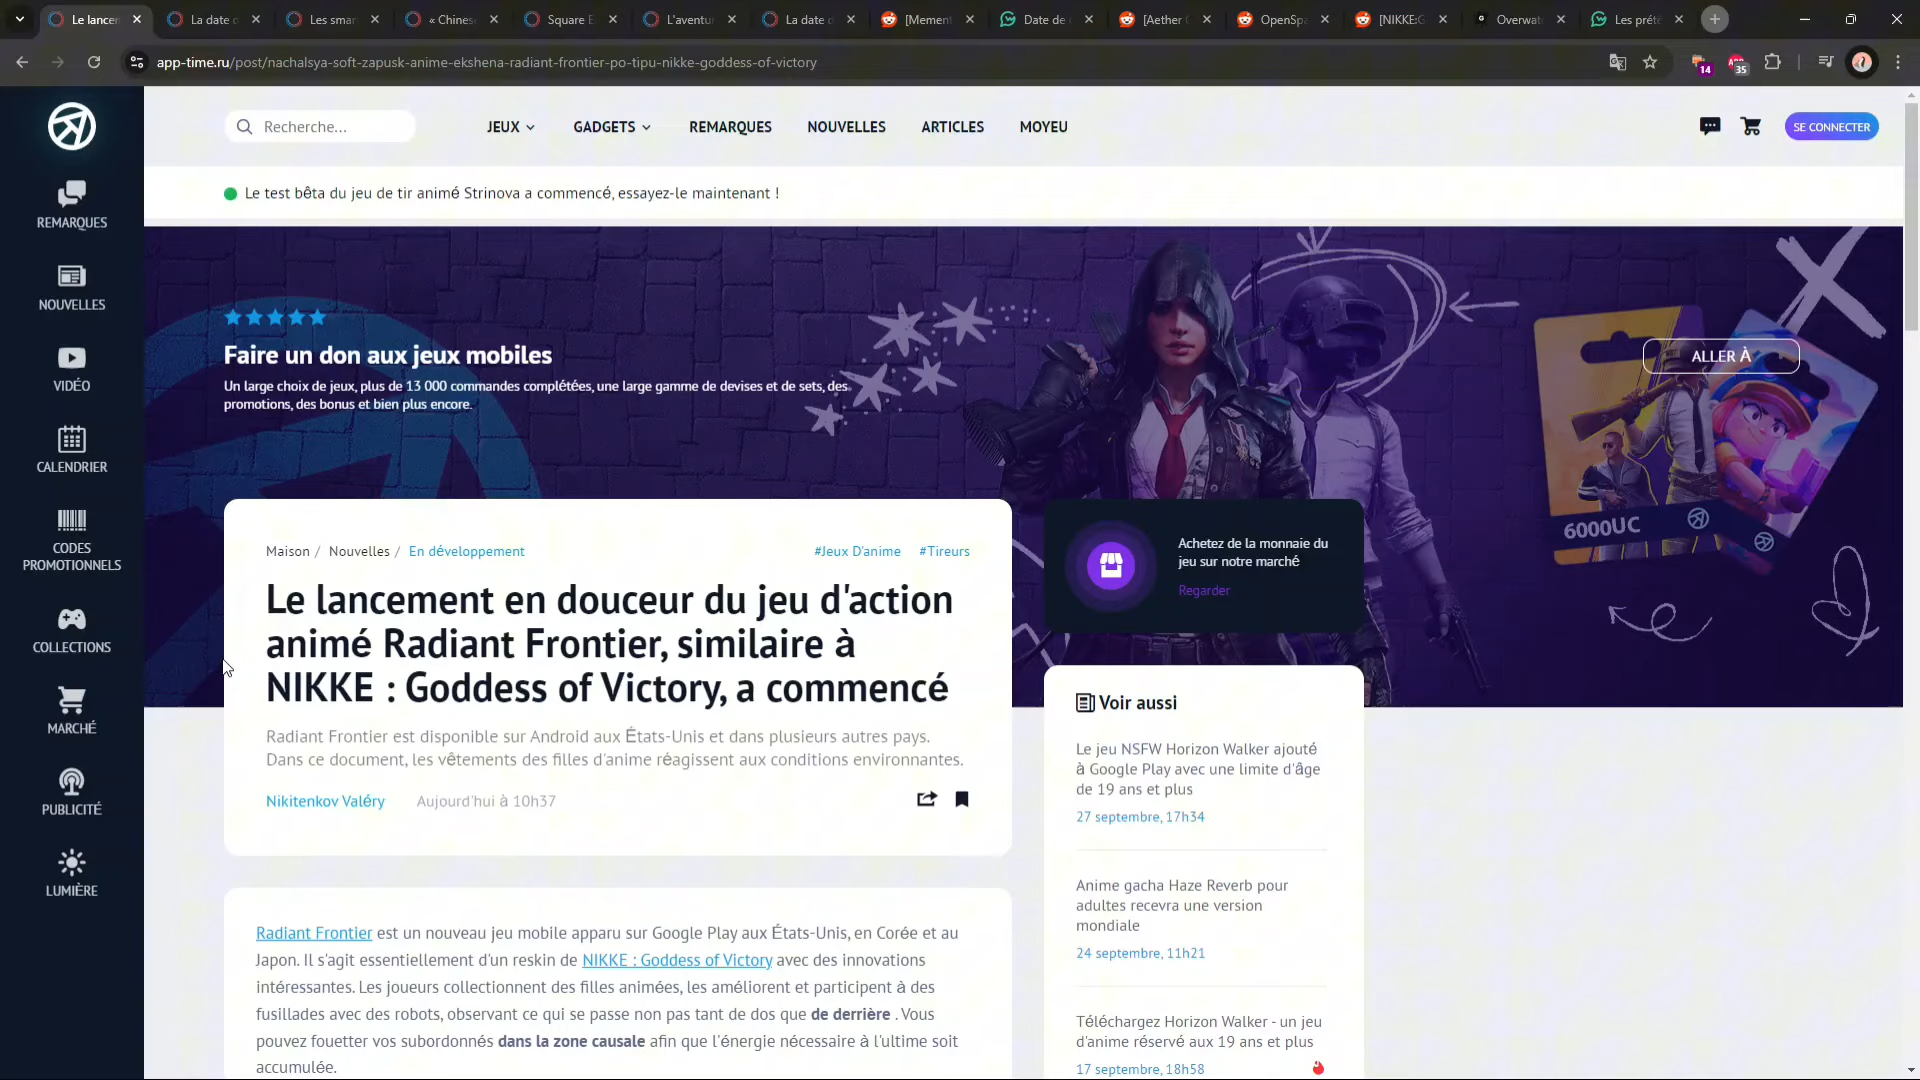 Le lancem
La date d
Les smar
« Chines
Square E
L'aventu
La date d
[Mement
Date de
[Aether
OpenSpa
[NIKKE:G
Overwat
Les préte
app-time.ru/post/nachalsya-soft-zapusk-anime-ekshena-radiant-frontier-po-tipu-nikke-goddess-of-victory
14
35
Recherche...
JEUX
GADGETS
REMARQUES
NOUVELLES
ARTICLES
MOYEU
SE CONNECTER
REMARQUES
NOUVELLES
VIDÉO
CALENDRIER
CODES
PROMOTIONNELS
COLLECTIONS
MARCHÉ
PUBLICITÉ
LUMIÈRE
Le test bêta du jeu de tir animé Strinova a commencé, essayez-le maintenant !
Faire un don aux jeux mobiles
Un large choix de jeux, plus de 13 000 commandes complétées, une large gamme de devises et de sets, des
promotions, des bonus et bien plus encore.
ALLER À
6000UC
Maison / Nouvelles / En développement
#Jeux D'anime #Tireurs
Le lancement en douceur du jeu d'action
animé Radiant Frontier, similaire à
NIKKE : Goddess of Victory, a commencé
Radiant Frontier est disponible sur Android aux États-Unis et dans plusieurs autres pays.
Dans ce document, les vêtements des filles d'anime réagissent aux conditions environnantes.
Nikitenkov Valéry Aujourd'hui à 10h37
Radiant Frontier est un nouveau jeu mobile apparu sur Google Play aux États-Unis, en Corée et au
Japon. Il s'agit essentiellement d'un reskin de NIKKE : Goddess of Victory avec des innovations
intéressantes. Les joueurs collectionnent des filles animées, les améliorent et participent à des
fusillades avec des robots, observant ce qui se passe non pas tant de dos que de derrière . Vous
pouvez fouetter vos subordonnés dans la zone causale afin que l'énergie nécessaire à l'ultime soit
accumulée.
Achetez de la monnaie du
jeu sur notre marché
Regarder
Voir aussi
Le jeu NSFW Horizon Walker ajouté
à Google Play avec une limite d'âge
de 19 ans et plus
27 septembre, 17h34
Anime gacha Haze Reverb pour
adultes recevra une version
mondiale
24 septembre, 11h21
Téléchargez Horizon Walker - un jeu
d'anime réservé aux 19 ans et plus
17 septembre, 18h58